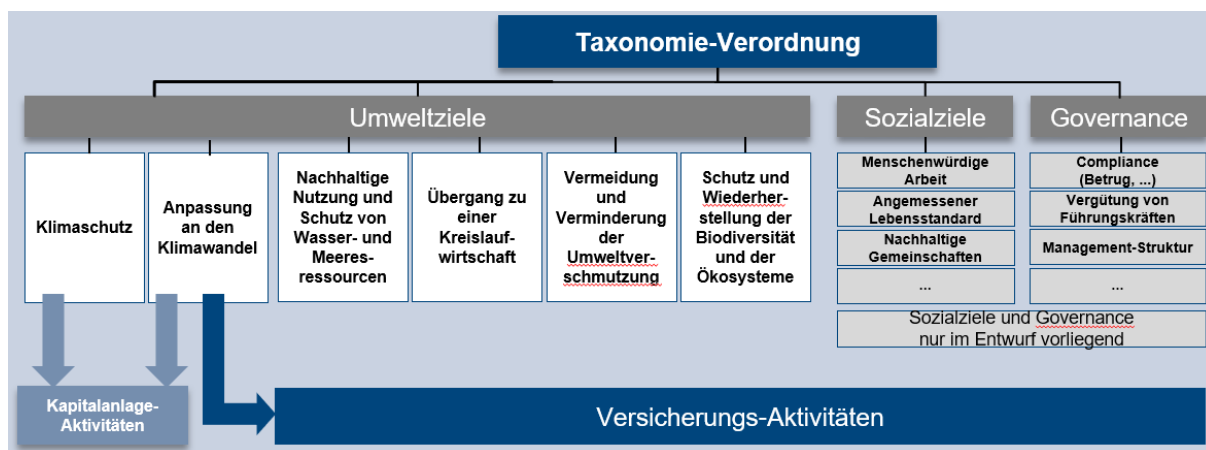 Taxonomie-Verordnung
Umweltziele
Sozialziele
Governance
Klimaschutz
Anpassung
an den
Klimawandel
Nachhaltige
Nutzung und
Schutz von
Wasser- und
Meeres-
ressourcen
Übergang zu
einer
Kreislauf-
wirtschaft
Vermeidung
und
Verminderung
der
Umweltver-
schmutzung
Schutz und
Wiederher-
stellung der
Biodiversität
und der
Ökosysteme
Menschenwürdige
Arbeit
Angemessener
Lebensstandard
Nachhaltige
Gemeinschaften
...
Compliance
(Betrug, ...)
Vergütung von
Führungskräften
Management-Struktur
...
Sozialziele und Governance
nur im Entwurf vorliegend
Kapitalanlage-
Aktivitäten
Versicherungs-Aktivitäten